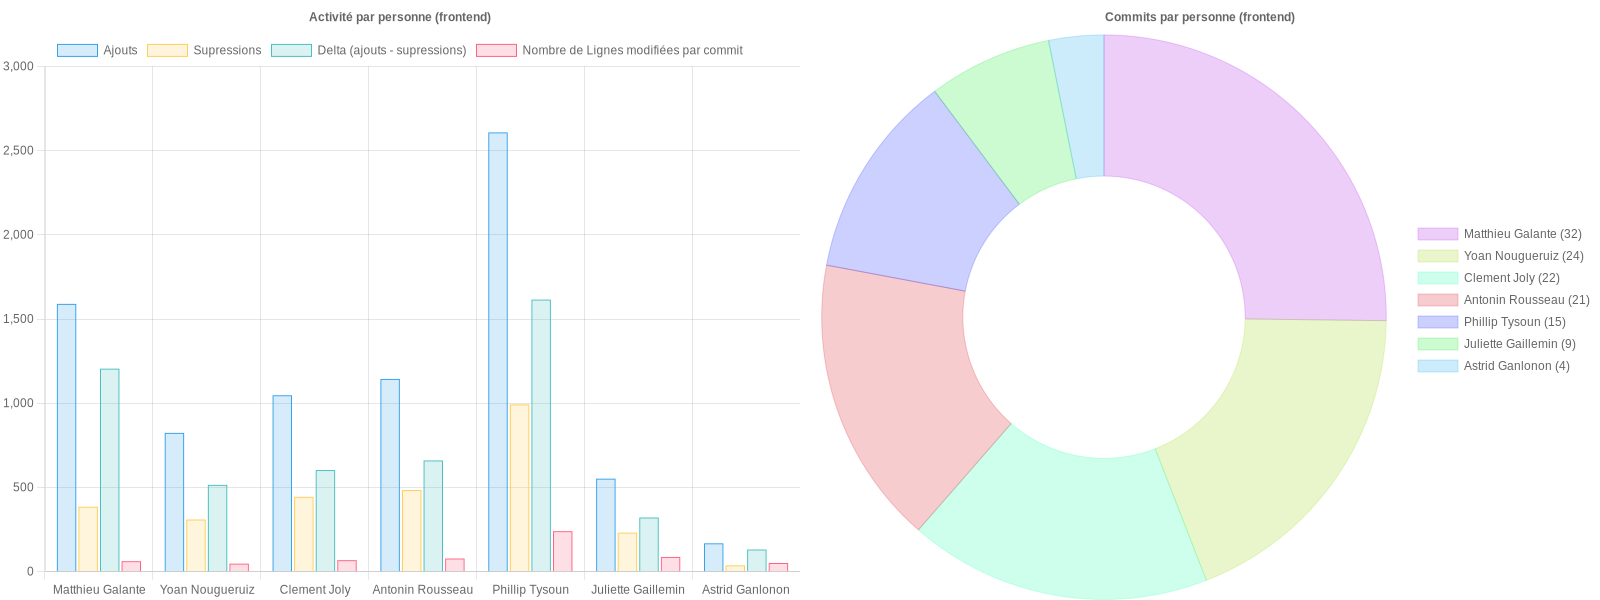 Activité par personne (frontend)
Ajouts Supressions Delta (ajouts - supressions) Nombre de Lignes modifiées par commit
3,000
2,500
2,000
1,500
1,000
500
0
Matthieu Galante Yoan Nougueruiz Clement Joly Antonin Rousseau Phillip Tysoun Juliette Gaillemin Astrid Ganlonon
Commits par personne (frontend)
Matthieu Galante (32)
Yoan Nougueruiz (24)
Clement Joly (22)
Antonin Rousseau (21)
Phillip Tysoun (15)
Juliette Gaillemin (9)
Astrid Ganlonon (4)